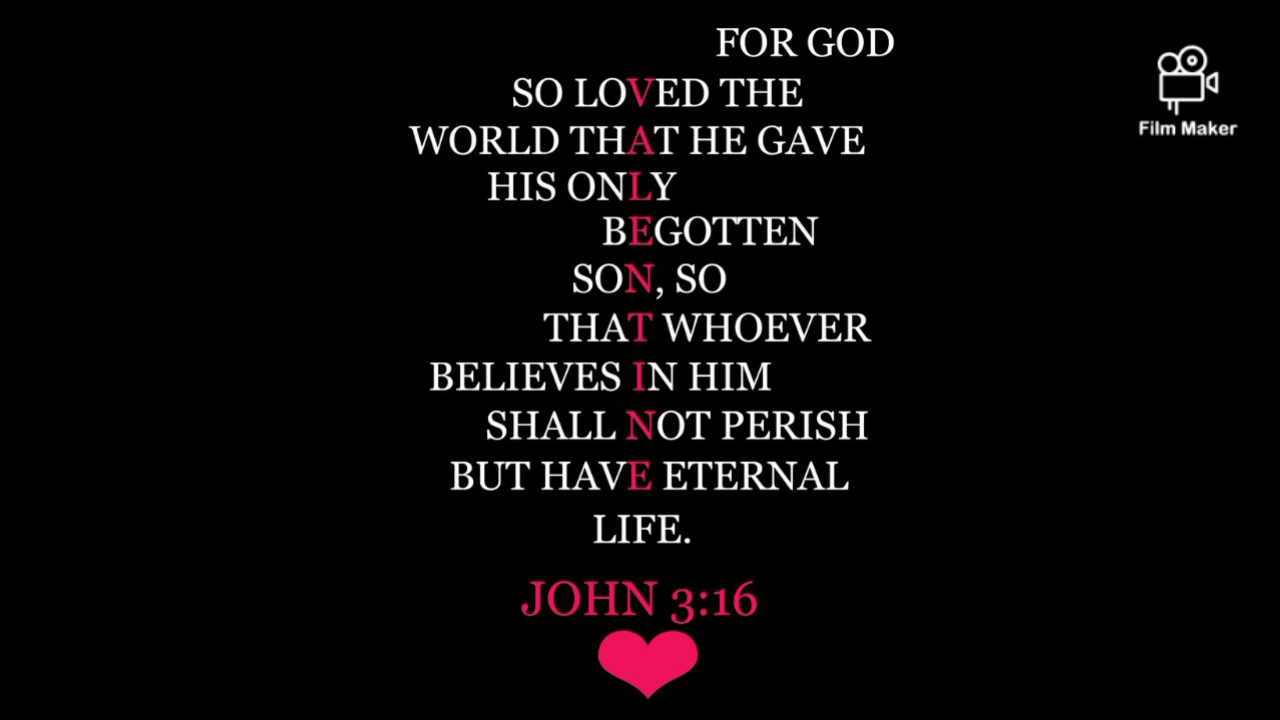 FOR GOD
SO LOVED THE
WORLD THAT HE GAVE
HIS ONLY
BEGOTTEN
SON, SO
THAT WHOEVER
BELIEVES IN HIM
SHALL NOT PERISH
BUT HAVE ETERNAL
LIFE.
JOHN 3:16
Film Maker